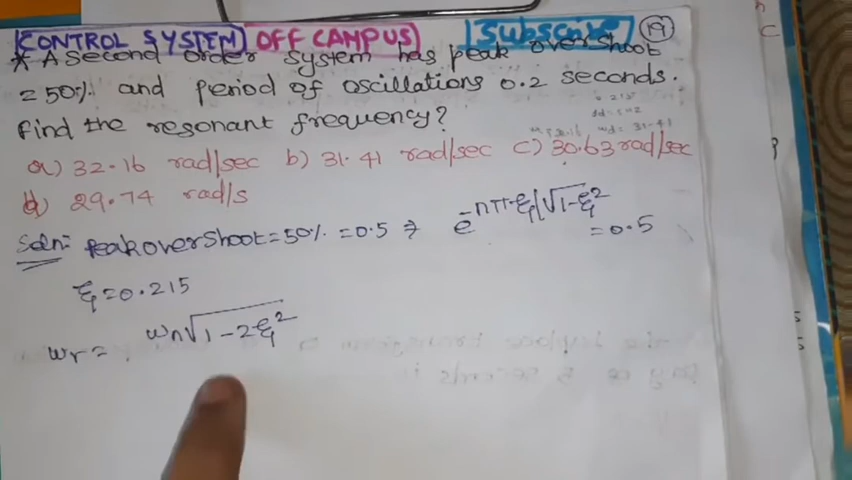 CONTROL SYSTEM OFF CAMPUS Subscribe 19
* A Second order system has peak overshoot
= 50% and period of oscillations 0.2 seconds.
Find the resonant frequency?
a) 32.16 rad/sec b) 31.41 rad/sec c) 30.63 rad/sec
d) 29.74 rad/s
Soln: Peak overshoot = 50% = 0.5 ⇒ e^(-nπ·ξ/√1-ξ²) = 0.5
ξ = 0.215
ωr = ωn√1-2ξ²